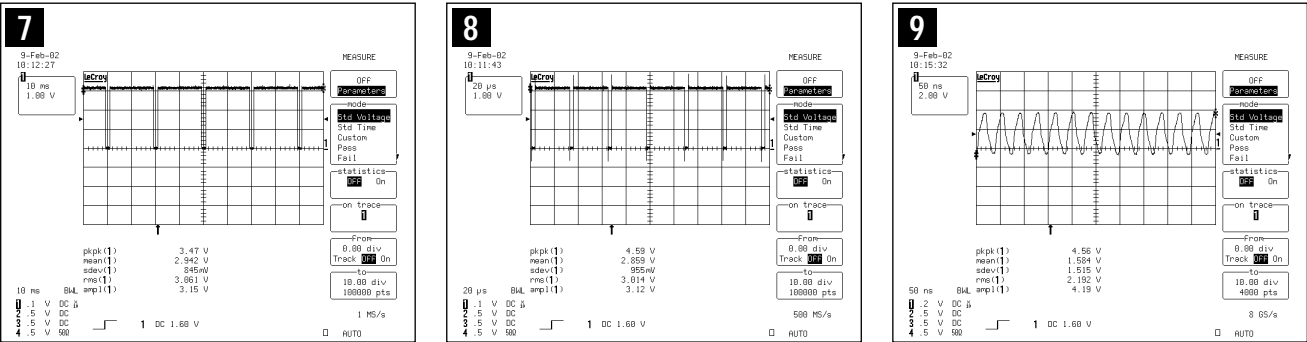 7
9-Feb-02
10:12:27
1
10 ms
1.00 V
LeCroy
1
MEASURE
Off
Parameters
mode
Std Voltage
Std Time
Custom
Pass
Fail
statistics
Off On
on trace
1
From
0.00 div
Track Off On
to
10.00 div
100000 pts
pkpk(1) 3.47 V
mean(1) 2.942 V
sdev(1) 845mV
rms(1) 3.061 V
ampl(1) 3.15 V
10 ms BWL
1 .1 V DC
2 .5 V DC
3 .5 V DC
4 .5 V 50Ω
1 DC 1.60 V
1 MS/s
AUTO
8
9-Feb-02
10:11:43
1
20 µs
1.00 V
LeCroy
1
MEASURE
Off
Parameters
mode
Std Voltage
Std Time
Custom
Pass
Fail
statistics
Off On
on trace
1
From
0.00 div
Track Off On
to
10.00 div
100000 pts
pkpk(1) 4.59 V
mean(1) 2.859 V
sdev(1) 955mV
rms(1) 3.014 V
ampl(1) 3.12 V
20 µs BWL
1 .1 V DC
2 .5 V DC
3 .5 V DC
4 .5 V 50Ω
1 DC 1.60 V
500 MS/s
AUTO
9
9-Feb-02
10:15:32
1
50 ns
2.00 V
LeCroy
1
MEASURE
Off
Parameters
mode
Std Voltage
Std Time
Custom
Pass
Fail
statistics
Off On
on trace
1
From
0.00 div
Track Off On
to
10.00 div
4000 pts
pkpk(1) 4.56 V
mean(1) 1.584 V
sdev(1) 1.515 V
rms(1) 2.192 V
ampl(1) 4.19 V
50 ns BWL
1 .2 V DC
2 .5 V DC
3 .5 V DC
4 .5 V 50Ω
1 DC 1.60 V
8 GS/s
AUTO